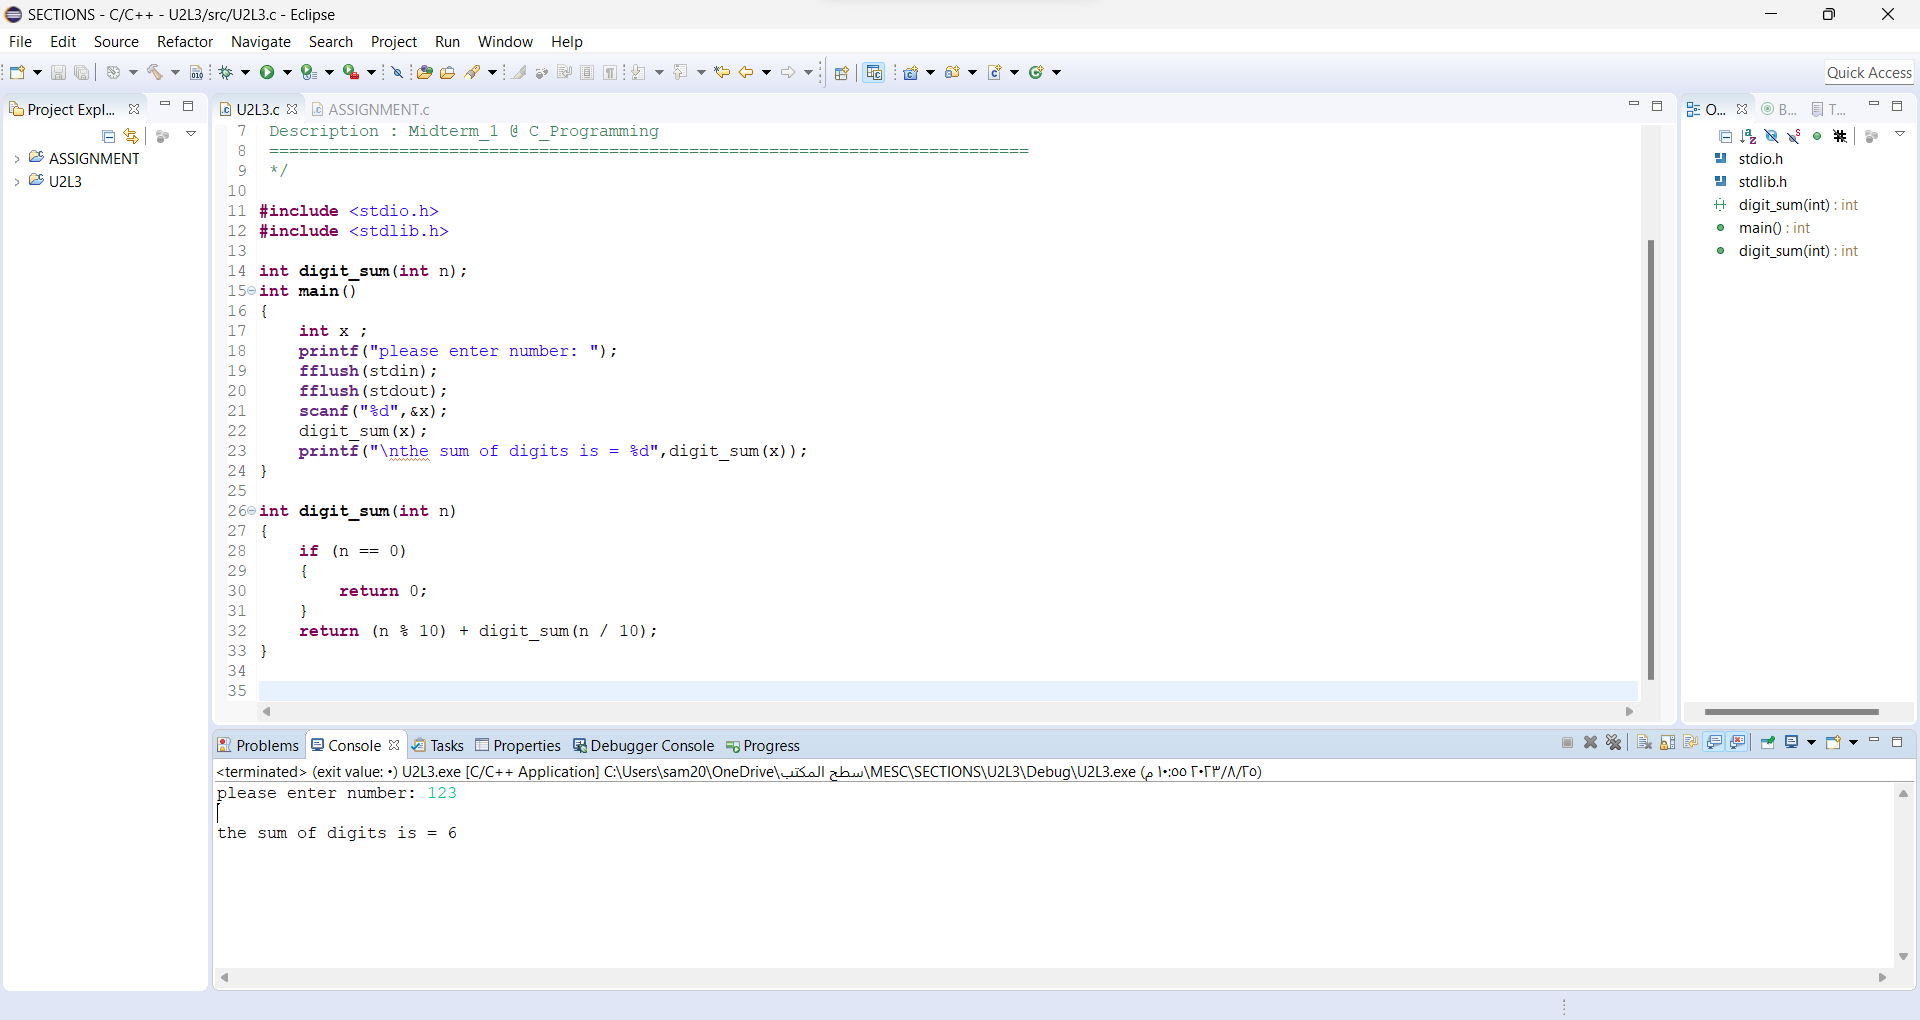 SECTIONS - C/C++ - U2L3/src/U2L3.c - Eclipse
File Edit Source Refactor Navigate Search Project Run Window Help
Quick Access
Project Expl...
ASSIGNMENT
U2L3
U2L3.c ASSIGNMENT.c
7 Description : Midterm_1 @ C_Programming
8 ============================================================================
9 */
10
11 #include <stdio.h>
12 #include <stdlib.h>
13
14 int digit_sum(int n);
15 int main()
16 {
17 int x ;
18 printf("please enter number: ");
19 fflush(stdin);
20 fflush(stdout);
21 scanf("%d",&x);
22 digit_sum(x);
23 printf("\nthe sum of digits is = %d",digit_sum(x));
24 }
25
26 int digit_sum(int n)
27 {
28 if (n == 0)
29 {
30 return 0;
31 }
32 return (n % 10) + digit_sum(n / 10);
33 }
34
35
O... B... T...
stdio.h
stdlib.h
digit_sum(int) : int
main() : int
digit_sum(int) : int
Problems Console Tasks Properties Debugger Console Progress
<terminated> (exit value: ٠) U2L3.exe [C/C++ Application] C:\Users\sam20\OneDrive\سطح المكتب\MESC\SECTIONS\U2L3\Debug\U2L3.exe (٢٠٢٣/٨/٢٥ ١٠:٥٥ م)
please enter number: 123
the sum of digits is = 6